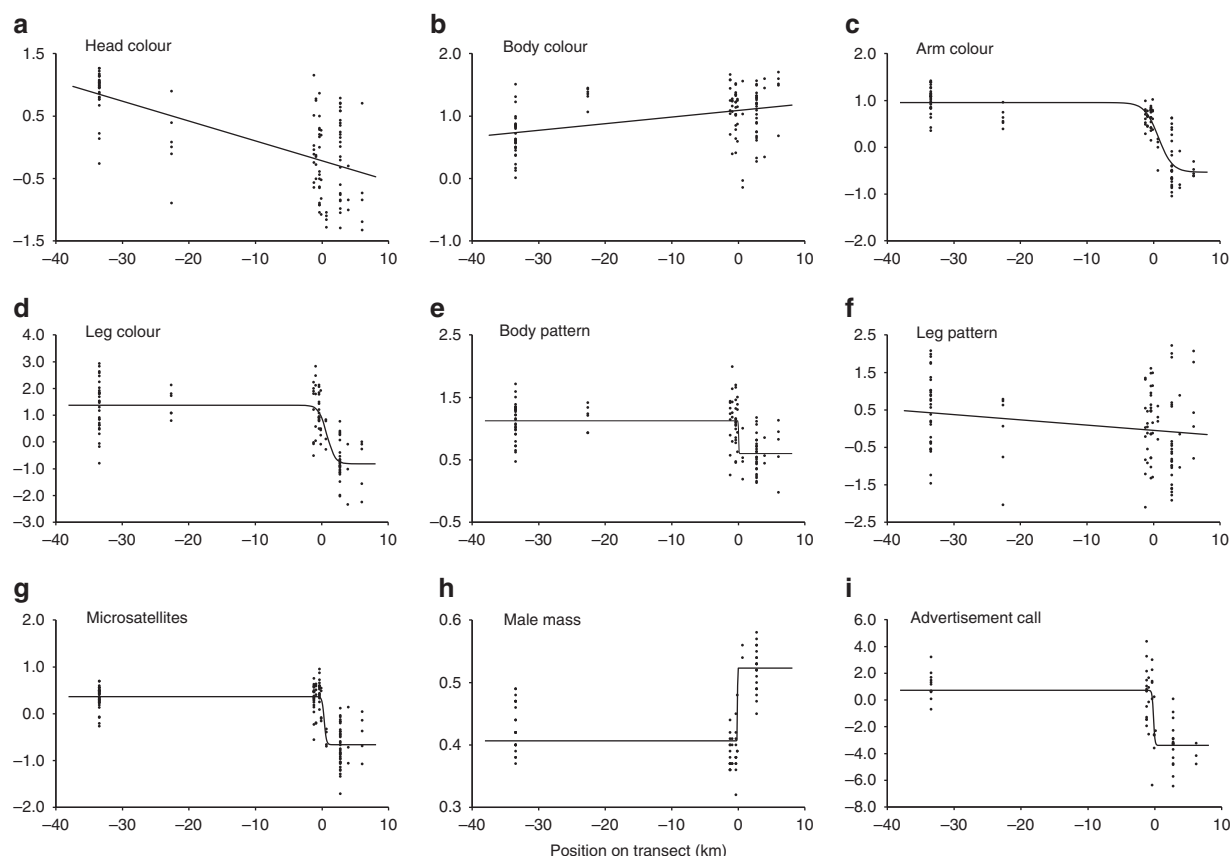 a Head colour
1.5
0.5
–0.5
–1.5
–40 –30 –20 –10 0 10
b Body colour
2.0
1.0
0.0
–1.0
–40 –30 –20 –10 0 10
c Arm colour
2.0
1.0
0.0
–1.0
–2.0
–40 –30 –20 –10 0 10
d Leg colour
4.0
3.0
2.0
1.0
0.0
–1.0
–2.0
–3.0
–40 –30 –20 –10 0 10
e Body pattern
2.5
1.5
0.5
–0.5
–40 –30 –20 –10 0 10
f Leg pattern
2.5
1.5
0.5
–0.5
–1.5
–2.5
–40 –30 –20 –10 0 10
g Microsatellites
2.0
1.0
0.0
–1.0
–2.0
–40 –30 –20 –10 0 10
h Male mass
0.6
0.5
0.4
0.3
–40 –30 –20 –10 0 10
i Advertisement call
6.0
4.0
2.0
0.0
–2.0
–4.0
–6.0
–8.0
–40 –30 –20 –10 0 10
Position on transect (km)